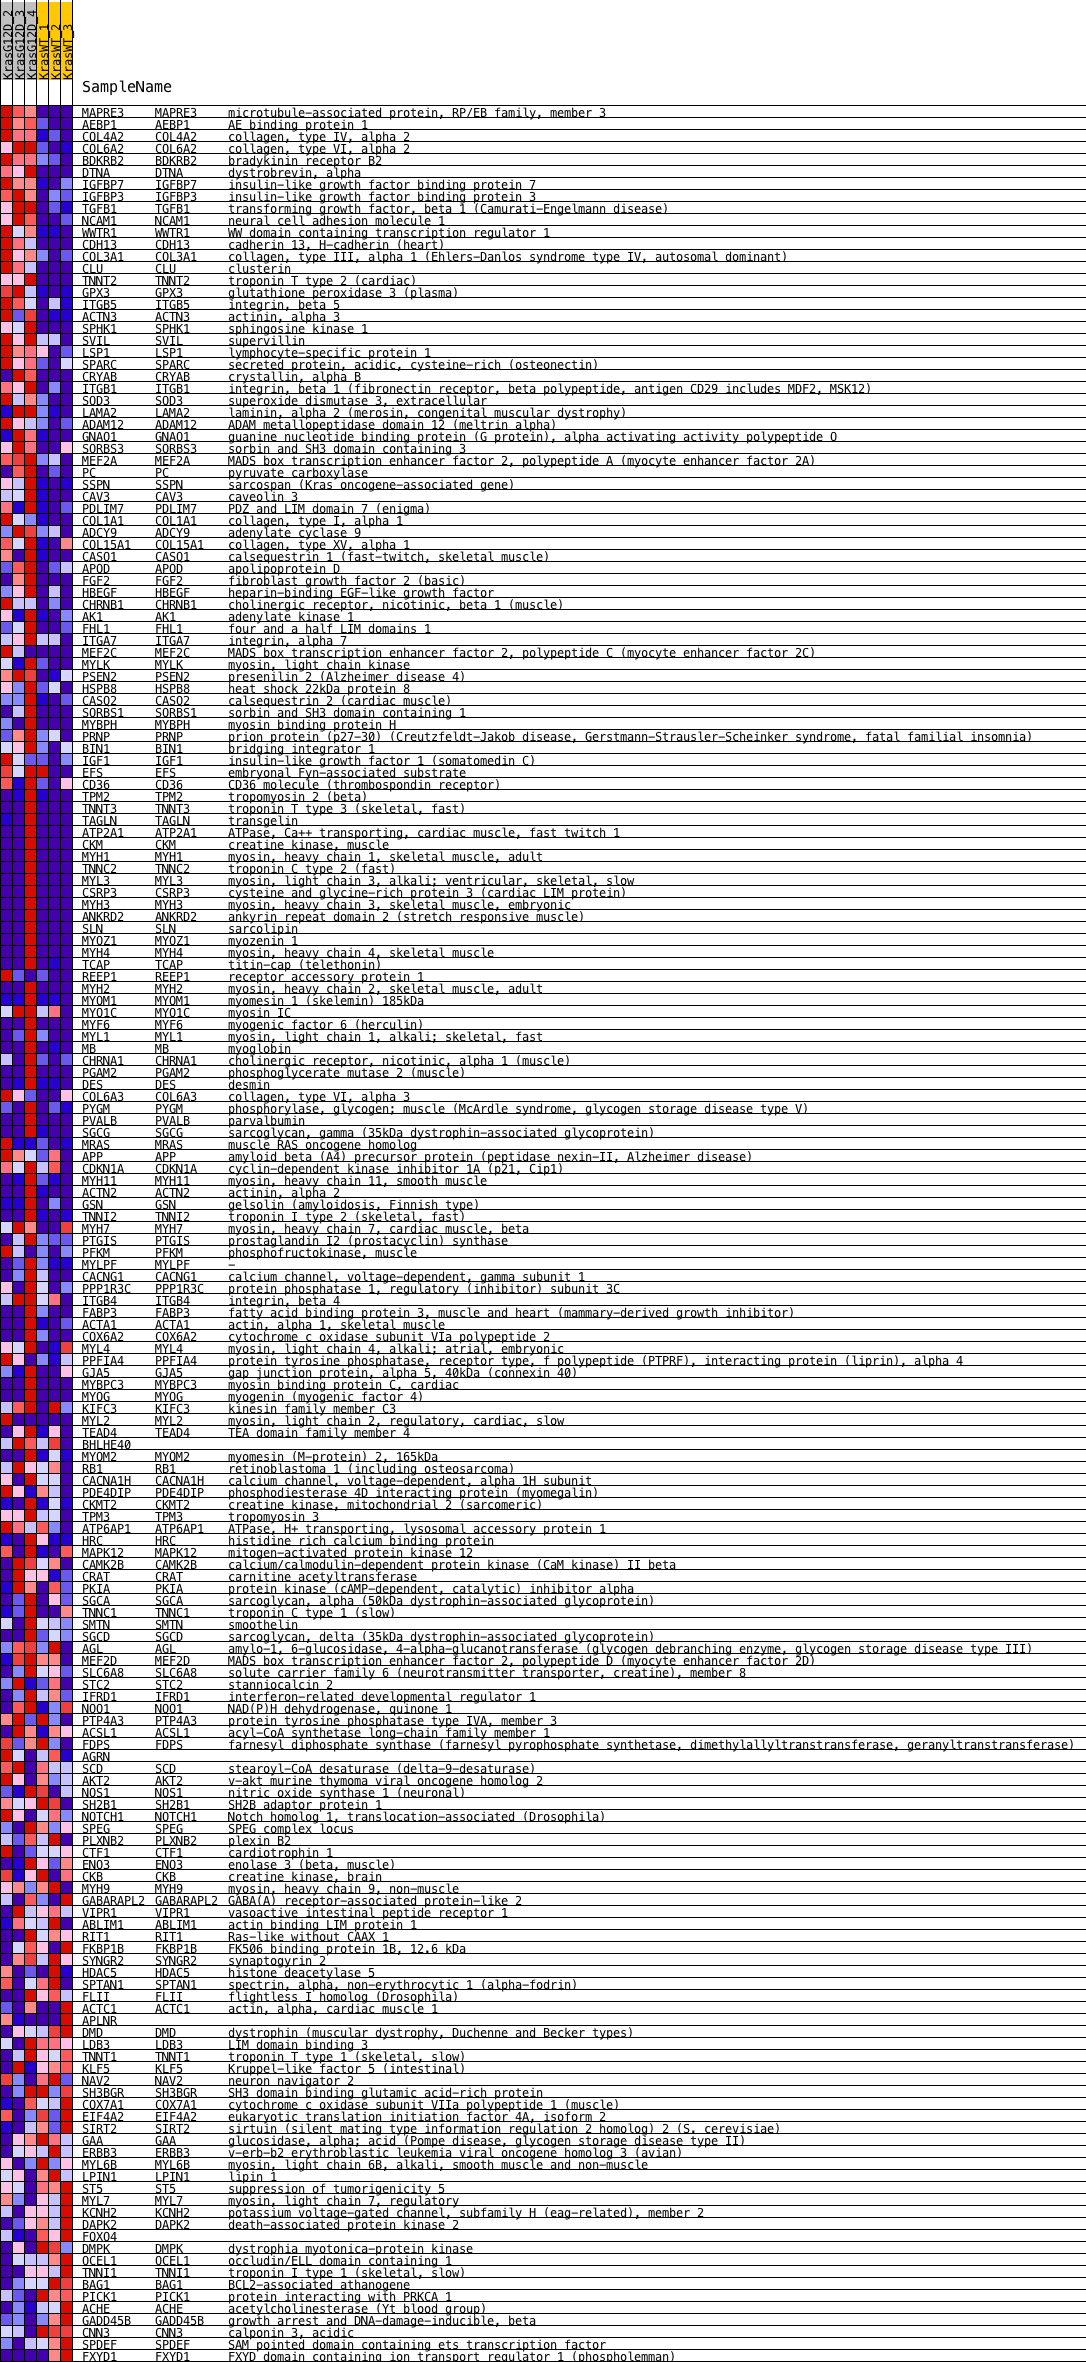 KrasG12D_2
KrasG12D_3
KrasG12D_4
KrasWT_1
KrasWT_2
KrasWT_3
SampleName
MAPRE3 MAPRE3 microtubule-associated protein, RP/EB family, member 3
AEBP1 AEBP1 AE binding protein 1
COL4A2 COL4A2 collagen, type IV, alpha 2
COL6A2 COL6A2 collagen, type VI, alpha 2
BDKRB2 BDKRB2 bradykinin receptor B2
DTNA DTNA dystrobrevin, alpha
IGFBP7 IGFBP7 insulin-like growth factor binding protein 7
IGFBP3 IGFBP3 insulin-like growth factor binding protein 3
TGFB1 TGFB1 transforming growth factor, beta 1 (Camurati-Engelmann disease)
NCAM1 NCAM1 neural cell adhesion molecule 1
WWTR1 WWTR1 WW domain containing transcription regulator 1
CDH13 CDH13 cadherin 13, H-cadherin (heart)
COL3A1 COL3A1 collagen, type III, alpha 1 (Ehlers-Danlos syndrome type IV, autosomal dominant)
CLU CLU clusterin
TNNT2 TNNT2 troponin T type 2 (cardiac)
GPX3 GPX3 glutathione peroxidase 3 (plasma)
ITGB5 ITGB5 integrin, beta 5
ACTN3 ACTN3 actinin, alpha 3
SPHK1 SPHK1 sphingosine kinase 1
SVIL SVIL supervillin
LSP1 LSP1 lymphocyte-specific protein 1
SPARC SPARC secreted protein, acidic, cysteine-rich (osteonectin)
CRYAB CRYAB crystallin, alpha B
ITGB1 ITGB1 integrin, beta 1 (fibronectin receptor, beta polypeptide, antigen CD29 includes MDF2, MSK12)
SOD3 SOD3 superoxide dismutase 3, extracellular
LAMA2 LAMA2 laminin, alpha 2 (merosin, congenital muscular dystrophy)
ADAM12 ADAM12 ADAM metallopeptidase domain 12 (meltrin alpha)
GNAO1 GNAO1 guanine nucleotide binding protein (G protein), alpha activating activity polypeptide O
SORBS3 SORBS3 sorbin and SH3 domain containing 3
MEF2A MEF2A MADS box transcription enhancer factor 2, polypeptide A (myocyte enhancer factor 2A)
PC PC pyruvate carboxylase
SSPN SSPN sarcospan (Kras oncogene-associated gene)
CAV3 CAV3 caveolin 3
PDLIM7 PDLIM7 PDZ and LIM domain 7 (enigma)
COL1A1 COL1A1 collagen, type I, alpha 1
ADCY9 ADCY9 adenylate cyclase 9
COL15A1 COL15A1 collagen, type XV, alpha 1
CASQ1 CASQ1 calsequestrin 1 (fast-twitch, skeletal muscle)
APOD APOD apolipoprotein D
FGF2 FGF2 fibroblast growth factor 2 (basic)
HBEGF HBEGF heparin-binding EGF-like growth factor
CHRNB1 CHRNB1 cholinergic receptor, nicotinic, beta 1 (muscle)
AK1 AK1 adenylate kinase 1
FHL1 FHL1 four and a half LIM domains 1
ITGA7 ITGA7 integrin, alpha 7
MEF2C MEF2C MADS box transcription enhancer factor 2, polypeptide C (myocyte enhancer factor 2C)
MYLK MYLK myosin, light chain kinase
PSEN2 PSEN2 presenilin 2 (Alzheimer disease 4)
HSPB8 HSPB8 heat shock 22kDa protein 8
CASQ2 CASQ2 calsequestrin 2 (cardiac muscle)
SORBS1 SORBS1 sorbin and SH3 domain containing 1
MYBPH MYBPH myosin binding protein H
PRNP PRNP prion protein (p27-30) (Creutzfeldt-Jakob disease, Gerstmann-Strausler-Scheinker syndrome, fatal familial insomnia)
BIN1 BIN1 bridging integrator 1
IGF1 IGF1 insulin-like growth factor 1 (somatomedin C)
EFS EFS embryonal Fyn-associated substrate
CD36 CD36 CD36 molecule (thrombospondin receptor)
TPM2 TPM2 tropomyosin 2 (beta)
TNNT3 TNNT3 troponin T type 3 (skeletal, fast)
TAGLN TAGLN transgelin
ATP2A1 ATP2A1 ATPase, Ca++ transporting, cardiac muscle, fast twitch 1
CKM CKM creatine kinase, muscle
MYH1 MYH1 myosin, heavy chain 1, skeletal muscle, adult
TNNC2 TNNC2 troponin C type 2 (fast)
MYL3 MYL3 myosin, light chain 3, alkali; ventricular, skeletal, slow
CSRP3 CSRP3 cysteine and glycine-rich protein 3 (cardiac LIM protein)
MYH3 MYH3 myosin, heavy chain 3, skeletal muscle, embryonic
ANKRD2 ANKRD2 ankyrin repeat domain 2 (stretch responsive muscle)
SLN SLN sarcolipin
MYOZ1 MYOZ1 myozenin 1
MYH4 MYH4 myosin, heavy chain 4, skeletal muscle
TCAP TCAP titin-cap (telethonin)
REEP1 REEP1 receptor accessory protein 1
MYH2 MYH2 myosin, heavy chain 2, skeletal muscle, adult
MYOM1 MYOM1 myomesin 1 (skelemin) 185kDa
MYO1C MYO1C myosin IC
MYF6 MYF6 myogenic factor 6 (herculin)
MYL1 MYL1 myosin, light chain 1, alkali; skeletal, fast
MB MB myoglobin
CHRNA1 CHRNA1 cholinergic receptor, nicotinic, alpha 1 (muscle)
PGAM2 PGAM2 phosphoglycerate mutase 2 (muscle)
DES DES desmin
COL6A3 COL6A3 collagen, type VI, alpha 3
PYGM PYGM phosphorylase, glycogen; muscle (McArdle syndrome, glycogen storage disease type V)
PVALB PVALB parvalbumin
SGCG SGCG sarcoglycan, gamma (35kDa dystrophin-associated glycoprotein)
MRAS MRAS muscle RAS oncogene homolog
APP APP amyloid beta (A4) precursor protein (peptidase nexin-II, Alzheimer disease)
CDKN1A CDKN1A cyclin-dependent kinase inhibitor 1A (p21, Cip1)
MYH11 MYH11 myosin, heavy chain 11, smooth muscle
ACTN2 ACTN2 actinin, alpha 2
GSN GSN gelsolin (amyloidosis, Finnish type)
TNNI2 TNNI2 troponin I type 2 (skeletal, fast)
MYH7 MYH7 myosin, heavy chain 7, cardiac muscle, beta
PTGIS PTGIS prostaglandin I2 (prostacyclin) synthase
PFKM PFKM phosphofructokinase, muscle
MYLPF MYLPF -
CACNG1 CACNG1 calcium channel, voltage-dependent, gamma subunit 1
PPP1R3C PPP1R3C protein phosphatase 1, regulatory (inhibitor) subunit 3C
ITGB4 ITGB4 integrin, beta 4
FABP3 FABP3 fatty acid binding protein 3, muscle and heart (mammary-derived growth inhibitor)
ACTA1 ACTA1 actin, alpha 1, skeletal muscle
COX6A2 COX6A2 cytochrome c oxidase subunit VIa polypeptide 2
MYL4 MYL4 myosin, light chain 4, alkali; atrial, embryonic
PPFIA4 PPFIA4 protein tyrosine phosphatase, receptor type, f polypeptide (PTPRF), interacting protein (liprin), alpha 4
GJA5 GJA5 gap junction protein, alpha 5, 40kDa (connexin 40)
MYBPC3 MYBPC3 myosin binding protein C, cardiac
MYOG MYOG myogenin (myogenic factor 4)
KIFC3 KIFC3 kinesin family member C3
MYL2 MYL2 myosin, light chain 2, regulatory, cardiac, slow
TEAD4 TEAD4 TEA domain family member 4
BHLHE40
MYOM2 MYOM2 myomesin (M-protein) 2, 165kDa
RB1 RB1 retinoblastoma 1 (including osteosarcoma)
CACNA1H CACNA1H calcium channel, voltage-dependent, alpha 1H subunit
PDE4DIP PDE4DIP phosphodiesterase 4D interacting protein (myomegalin)
CKMT2 CKMT2 creatine kinase, mitochondrial 2 (sarcomeric)
TPM3 TPM3 tropomyosin 3
ATP6AP1 ATP6AP1 ATPase, H+ transporting, lysosomal accessory protein 1
HRC HRC histidine rich calcium binding protein
MAPK12 MAPK12 mitogen-activated protein kinase 12
CAMK2B CAMK2B calcium/calmodulin-dependent protein kinase (CaM kinase) II beta
CRAT CRAT carnitine acetyltransferase
PKIA PKIA protein kinase (cAMP-dependent, catalytic) inhibitor alpha
SGCA SGCA sarcoglycan, alpha (50kDa dystrophin-associated glycoprotein)
TNNC1 TNNC1 troponin C type 1 (slow)
SMTN SMTN smoothelin
SGCD SGCD sarcoglycan, delta (35kDa dystrophin-associated glycoprotein)
AGL AGL amylo-1, 6-glucosidase, 4-alpha-glucanotransferase (glycogen debranching enzyme, glycogen storage disease type III)
MEF2D MEF2D MADS box transcription enhancer factor 2, polypeptide D (myocyte enhancer factor 2D)
SLC6A8 SLC6A8 solute carrier family 6 (neurotransmitter transporter, creatine), member 8
STC2 STC2 stanniocalcin 2
IFRD1 IFRD1 interferon-related developmental regulator 1
NQO1 NQO1 NAD(P)H dehydrogenase, quinone 1
PTP4A3 PTP4A3 protein tyrosine phosphatase type IVA, member 3
ACSL1 ACSL1 acyl-CoA synthetase long-chain family member 1
FDPS FDPS farnesyl diphosphate synthase (farnesyl pyrophosphate synthetase, dimethylallyltranstransferase, geranyltranstransferase)
AGRN
SCD SCD stearoyl-CoA desaturase (delta-9-desaturase)
AKT2 AKT2 v-akt murine thymoma viral oncogene homolog 2
NOS1 NOS1 nitric oxide synthase 1 (neuronal)
SH2B1 SH2B1 SH2B adaptor protein 1
NOTCH1 NOTCH1 Notch homolog 1, translocation-associated (Drosophila)
SPEG SPEG SPEG complex locus
PLXNB2 PLXNB2 plexin B2
CTF1 CTF1 cardiotrophin 1
ENO3 ENO3 enolase 3 (beta, muscle)
CKB CKB creatine kinase, brain
MYH9 MYH9 myosin, heavy chain 9, non-muscle
GABARAPL2 GABARAPL2 GABA(A) receptor-associated protein-like 2
VIPR1 VIPR1 vasoactive intestinal peptide receptor 1
ABLIM1 ABLIM1 actin binding LIM protein 1
RIT1 RIT1 Ras-like without CAAX 1
FKBP1B FKBP1B FK506 binding protein 1B, 12.6 kDa
SYNGR2 SYNGR2 synaptogyrin 2
HDAC5 HDAC5 histone deacetylase 5
SPTAN1 SPTAN1 spectrin, alpha, non-erythrocytic 1 (alpha-fodrin)
FLII FLII flightless I homolog (Drosophila)
ACTC1 ACTC1 actin, alpha, cardiac muscle 1
APLNR
DMD DMD dystrophin (muscular dystrophy, Duchenne and Becker types)
LDB3 LDB3 LIM domain binding 3
TNNT1 TNNT1 troponin T type 1 (skeletal, slow)
KLF5 KLF5 Kruppel-like factor 5 (intestinal)
NAV2 NAV2 neuron navigator 2
SH3BGR SH3BGR SH3 domain binding glutamic acid-rich protein
COX7A1 COX7A1 cytochrome c oxidase subunit VIIa polypeptide 1 (muscle)
EIF4A2 EIF4A2 eukaryotic translation initiation factor 4A, isoform 2
SIRT2 SIRT2 sirtuin (silent mating type information regulation 2 homolog) 2 (S. cerevisiae)
GAA GAA glucosidase, alpha; acid (Pompe disease, glycogen storage disease type II)
ERBB3 ERBB3 v-erb-b2 erythroblastic leukemia viral oncogene homolog 3 (avian)
MYL6B MYL6B myosin, light chain 6B, alkali, smooth muscle and non-muscle
LPIN1 LPIN1 lipin 1
ST5 ST5 suppression of tumorigenicity 5
MYL7 MYL7 myosin, light chain 7, regulatory
KCNH2 KCNH2 potassium voltage-gated channel, subfamily H (eag-related), member 2
DAPK2 DAPK2 death-associated protein kinase 2
FOXO4
DMPK DMPK dystrophia myotonica-protein kinase
OCEL1 OCEL1 occludin/ELL domain containing 1
TNNI1 TNNI1 troponin I type 1 (skeletal, slow)
BAG1 BAG1 BCL2-associated athanogene
PICK1 PICK1 protein interacting with PRKCA 1
ACHE ACHE acetylcholinesterase (Yt blood group)
GADD45B GADD45B growth arrest and DNA-damage-inducible, beta
CNN3 CNN3 calponin 3, acidic
SPDEF SPDEF SAM pointed domain containing ets transcription factor
FXYD1 FXYD1 FXYD domain containing ion transport regulator 1 (phospholemman)